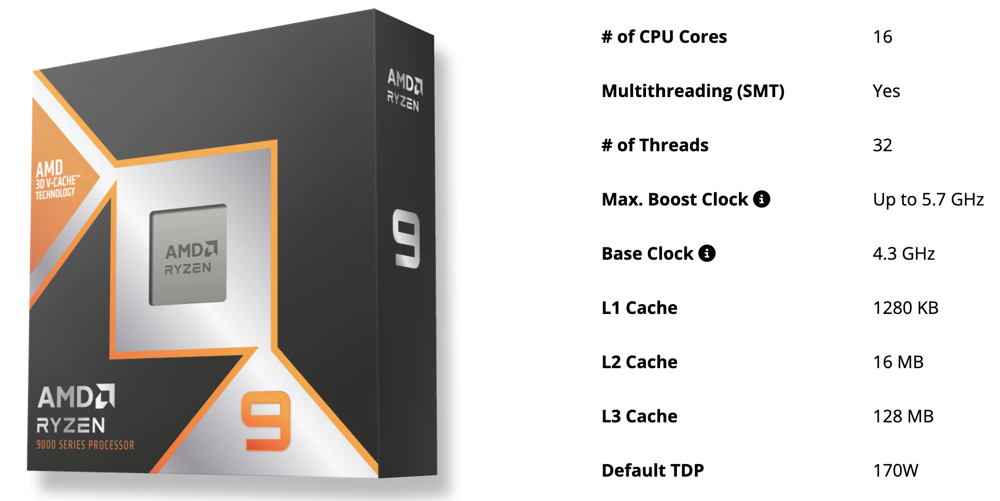 AMD
3D V-CACHE™
TECHNOLOGY
AMD
RYZEN
AMD
RYZEN
9000 SERIES PROCESSOR
9
AMD
RYZEN
9
# of CPU Cores 16
Multithreading (SMT) Yes
# of Threads 32
Max. Boost Clock Up to 5.7 GHz
Base Clock 4.3 GHz
L1 Cache 1280 KB
L2 Cache 16 MB
L3 Cache 128 MB
Default TDP 170W